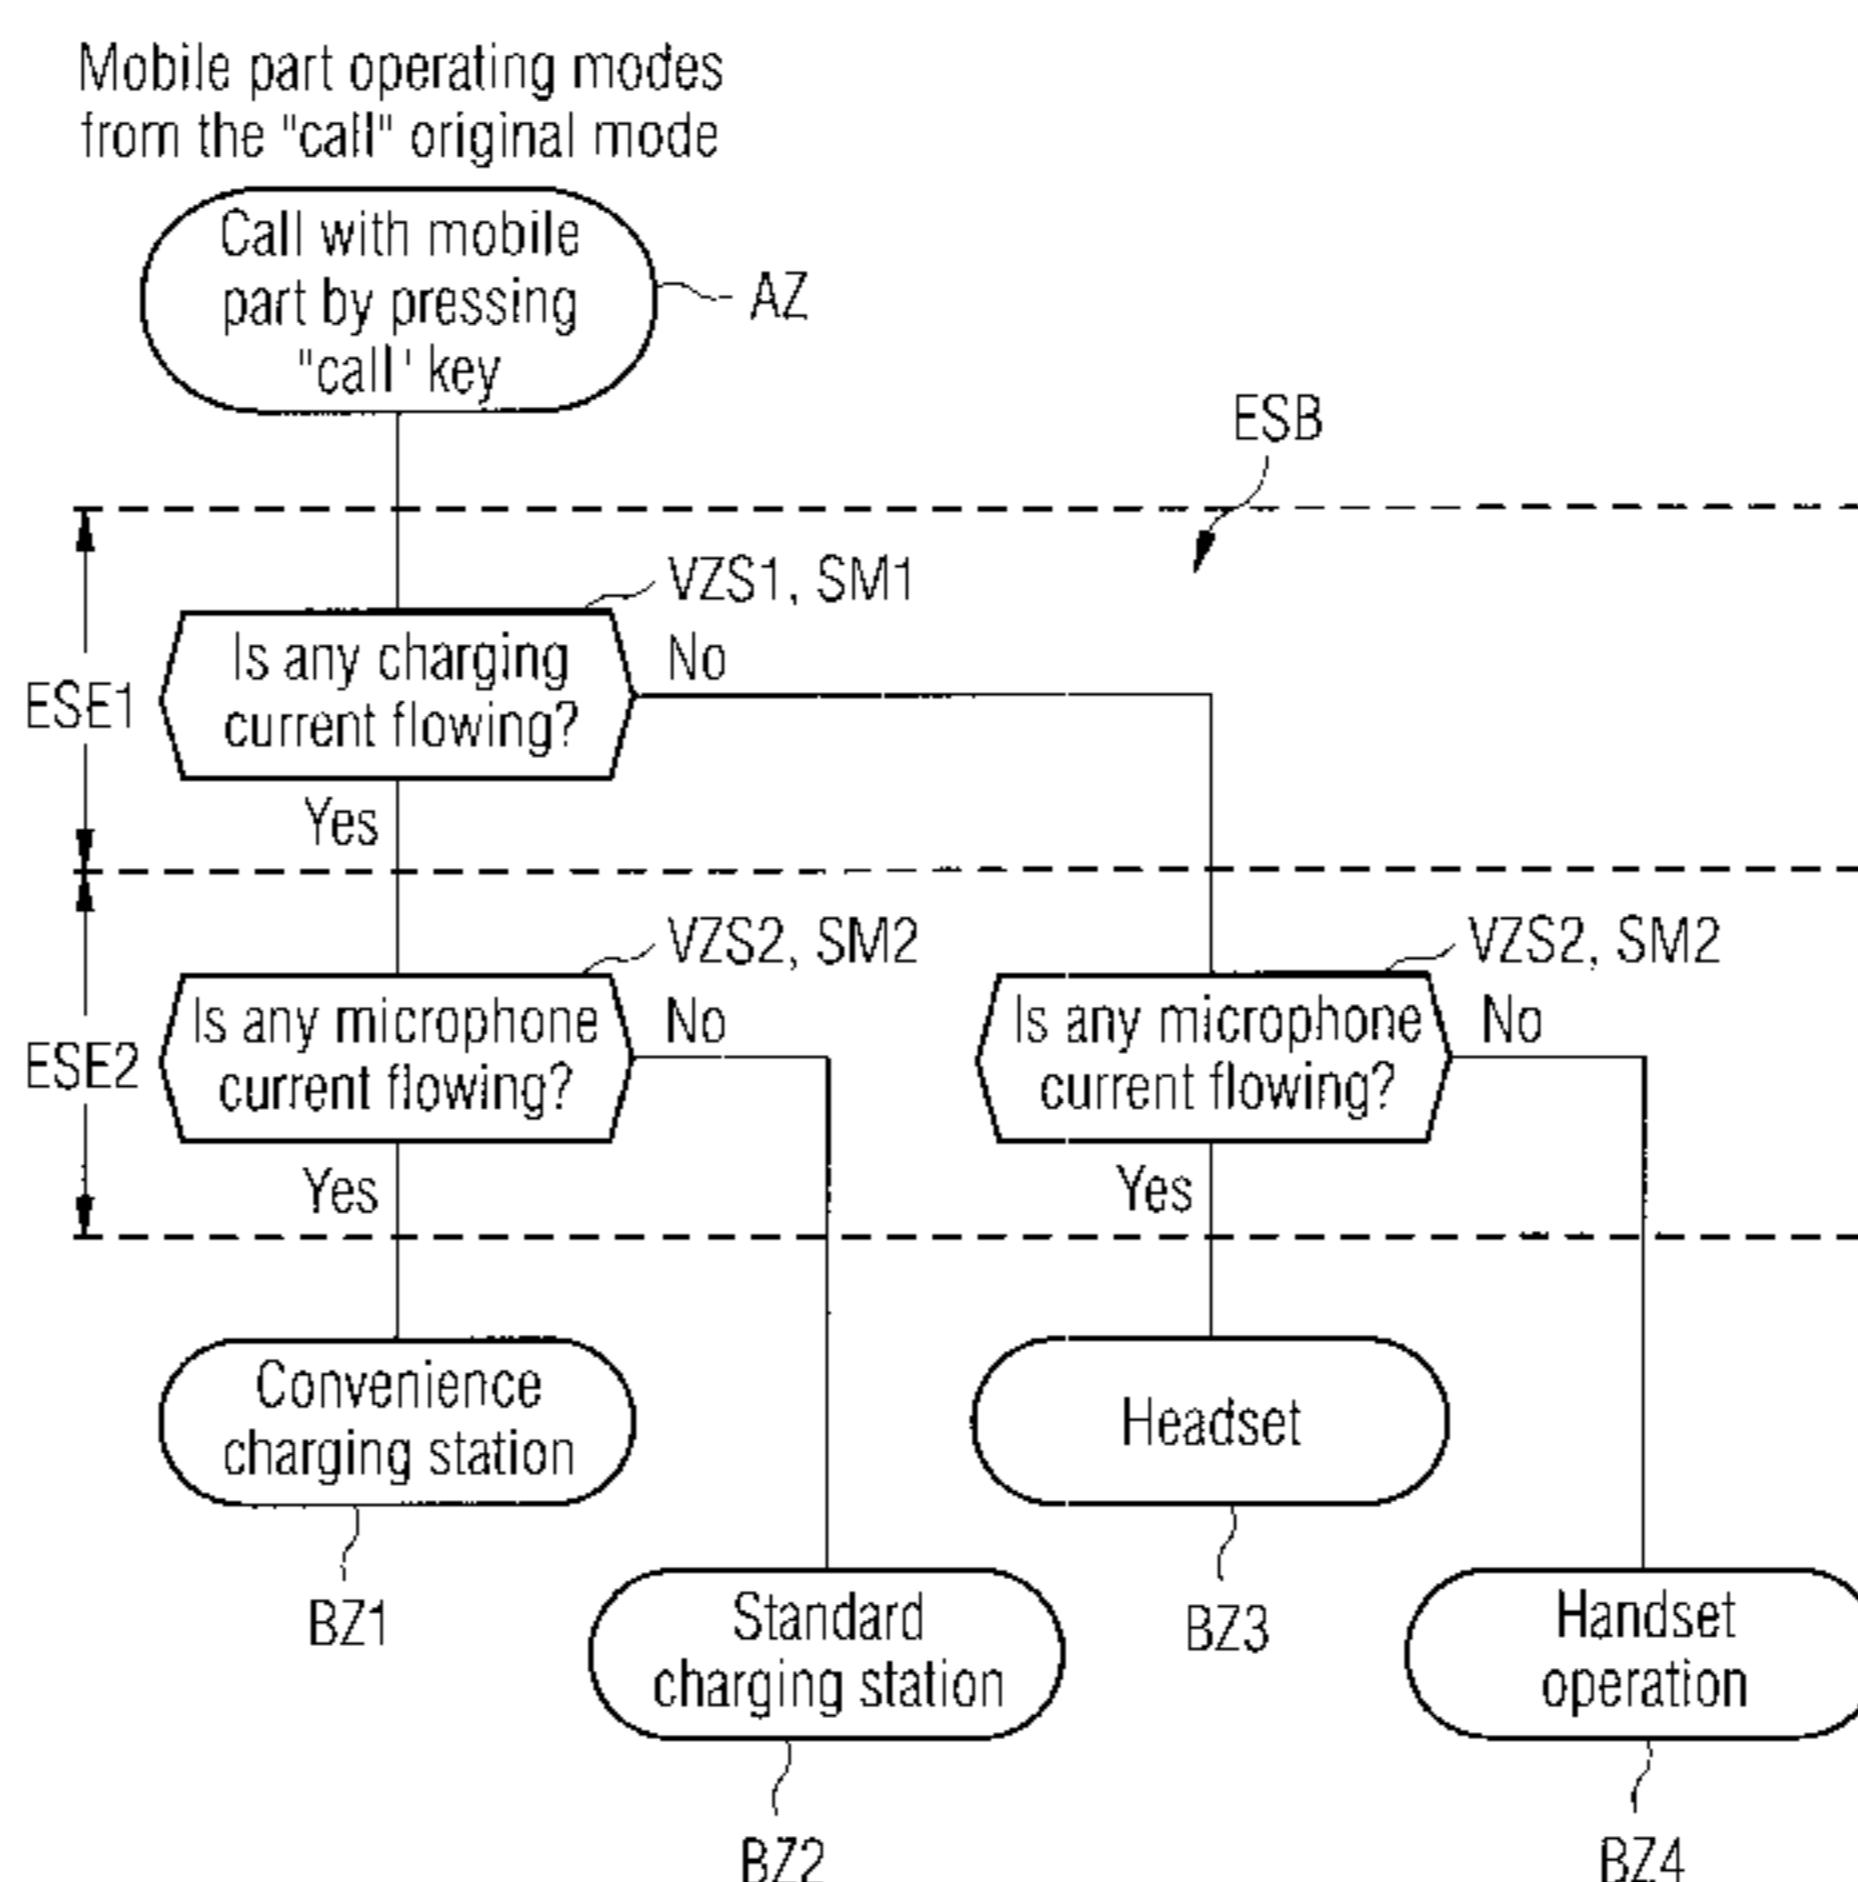 Mobile part operating modes
from the "call" original mode
Call with mobile
part by pressing
"call' key
AZ
ESB
VZS1, SM1
Is any charging
current flowing?
No
ESE1
Yes
VZS2, SM2
VZS2, SM2
Is any microphone
current flowing?
No
Is any microphone
current flowing?
No
ESE2
Yes
Yes
Convenience
charging station
Headset
BZ1
BZ3
Standard
charging station
Handset
operation
BZ2
BZ4